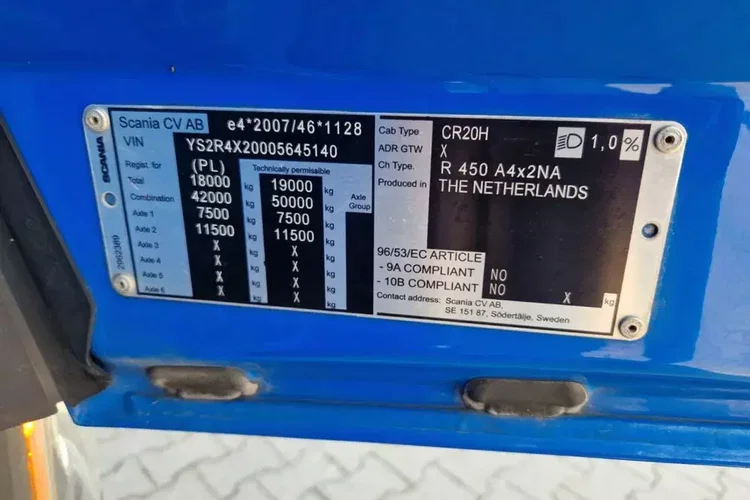 SCANIA
2962389
Scania CV AB e4*2007/46*1128
VIN YS2R4X20005645140
Regist. for (PL) Technically permissible
Total 18000 kg 19000 kg Axle Group
Combination 42000 kg 50000 kg
Axle 1 7500 kg 7500 kg
Axle 2 11500 kg 11500 kg
Axle 3 X kg X kg
Axle 4 X kg X kg
Axle 5 X kg X kg
Axle 6 X kg X kg
Cab Type CR20H 1,0 %
ADR GTW X
Ch Type. R 450 A4x2NA
Produced in THE NETHERLANDS
96/53/EC ARTICLE
- 9A COMPLIANT NO
- 10B COMPLIANT NO X kg
Contact address: Scania CV AB,
SE 151 87, Södertälje, Sweden